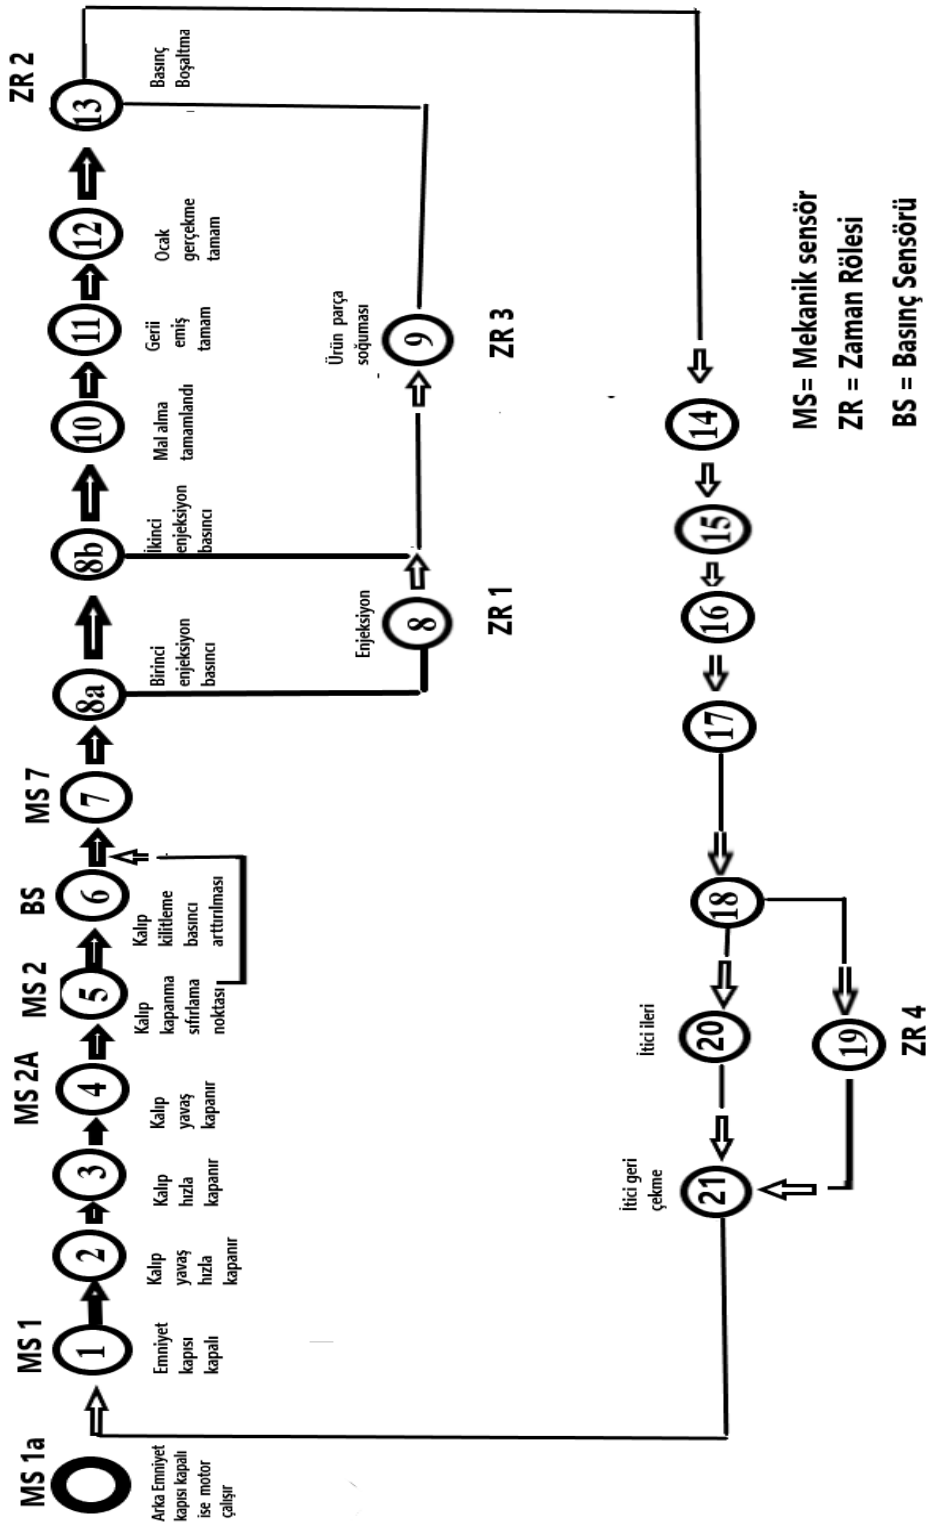 MS 1a
MS 1
MS 2A
MS 2
BS
MS 7
ZR 2
1
2
3
4
5
6
7
8a
8b
10
11
12
13
Arka Emniyet
kapısı kapalı
ise motor
çalışır
Emniyet
kapısı
kapalı
Kalıp
yavaş
hızla
kapanır
Kalıp
hızla
kapanır
Kalıp
yavaş
kapanır
Kalıp
kapanma
sıfırlama
noktası
Kalıp
kilitleme
basıncı
arttırılması
Birinci
enjeksiyon
basıncı
İkinci
enjeksiyon
basıncı
Mal alma
tamamlandı
Gerii
emiş
tamam
Ocak
gerçekme
tamam
Basınç
Boşaltma
Enjeksiyon
8
ZR 1
Ürün parça
soğuması
9
ZR 3
İtici geri
çekme
21
İtici ileri
20
18
17
16
15
14
19
ZR 4
MS= Mekanik sensör
ZR = Zaman Rölesi
BS = Basınç Sensörü